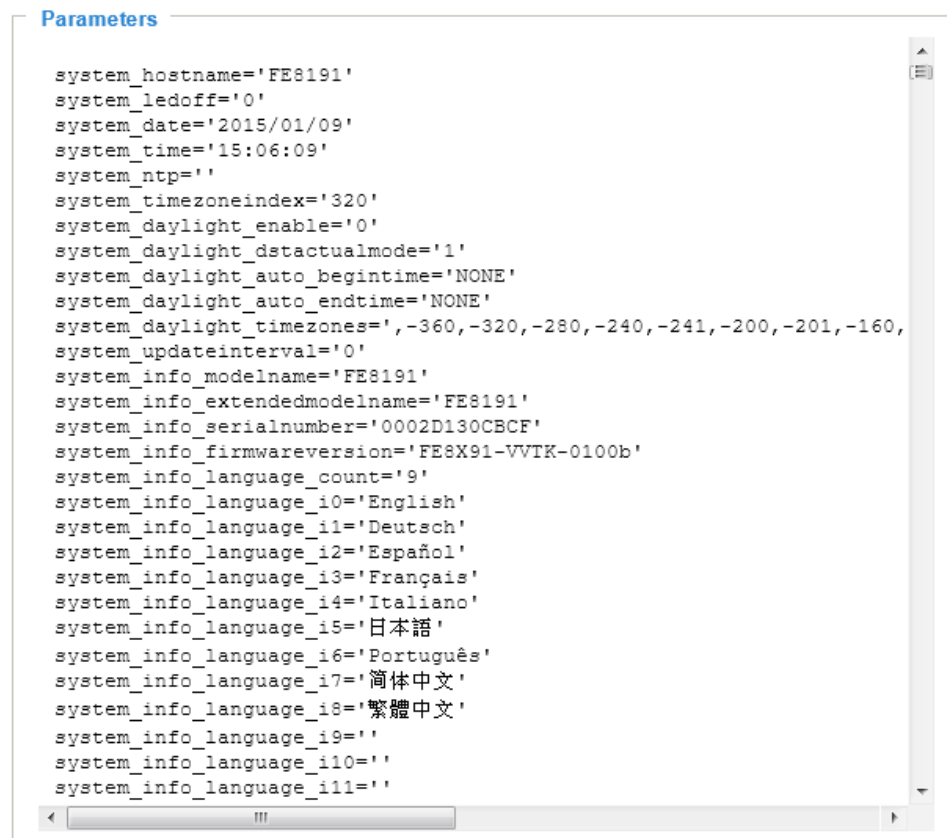 Parameters
system_hostname='FE8191'
system_ledoff='0'
system_date='2015/01/09'
system_time='15:06:09'
system_ntp=''
system_timezoneindex='320'
system_daylight_enable='0'
system_daylight_dstactualmode='1'
system_daylight_auto_begintime='NONE'
system_daylight_auto_endtime='NONE'
system_daylight_timezones=',-360,-320,-280,-240,-241,-200,-201,-160,
system_updateinterval='0'
system_info_modelname='FE8191'
system_info_extendedmodelname='FE8191'
system_info_serialnumber='0002D130CBCF'
system_info_firmwareversion='FE8X91-VVTK-0100b'
system_info_language_count='9'
system_info_language_i0='English'
system_info_language_i1='Deutsch'
system_info_language_i2='Español'
system_info_language_i3='Français'
system_info_language_i4='Italiano'
system_info_language_i5='日本語'
system_info_language_i6='Português'
system_info_language_i7='简体中文'
system_info_language_i8='繁體中文'
system_info_language_i9=''
system_info_language_i10=''
system_info_language_i11=''